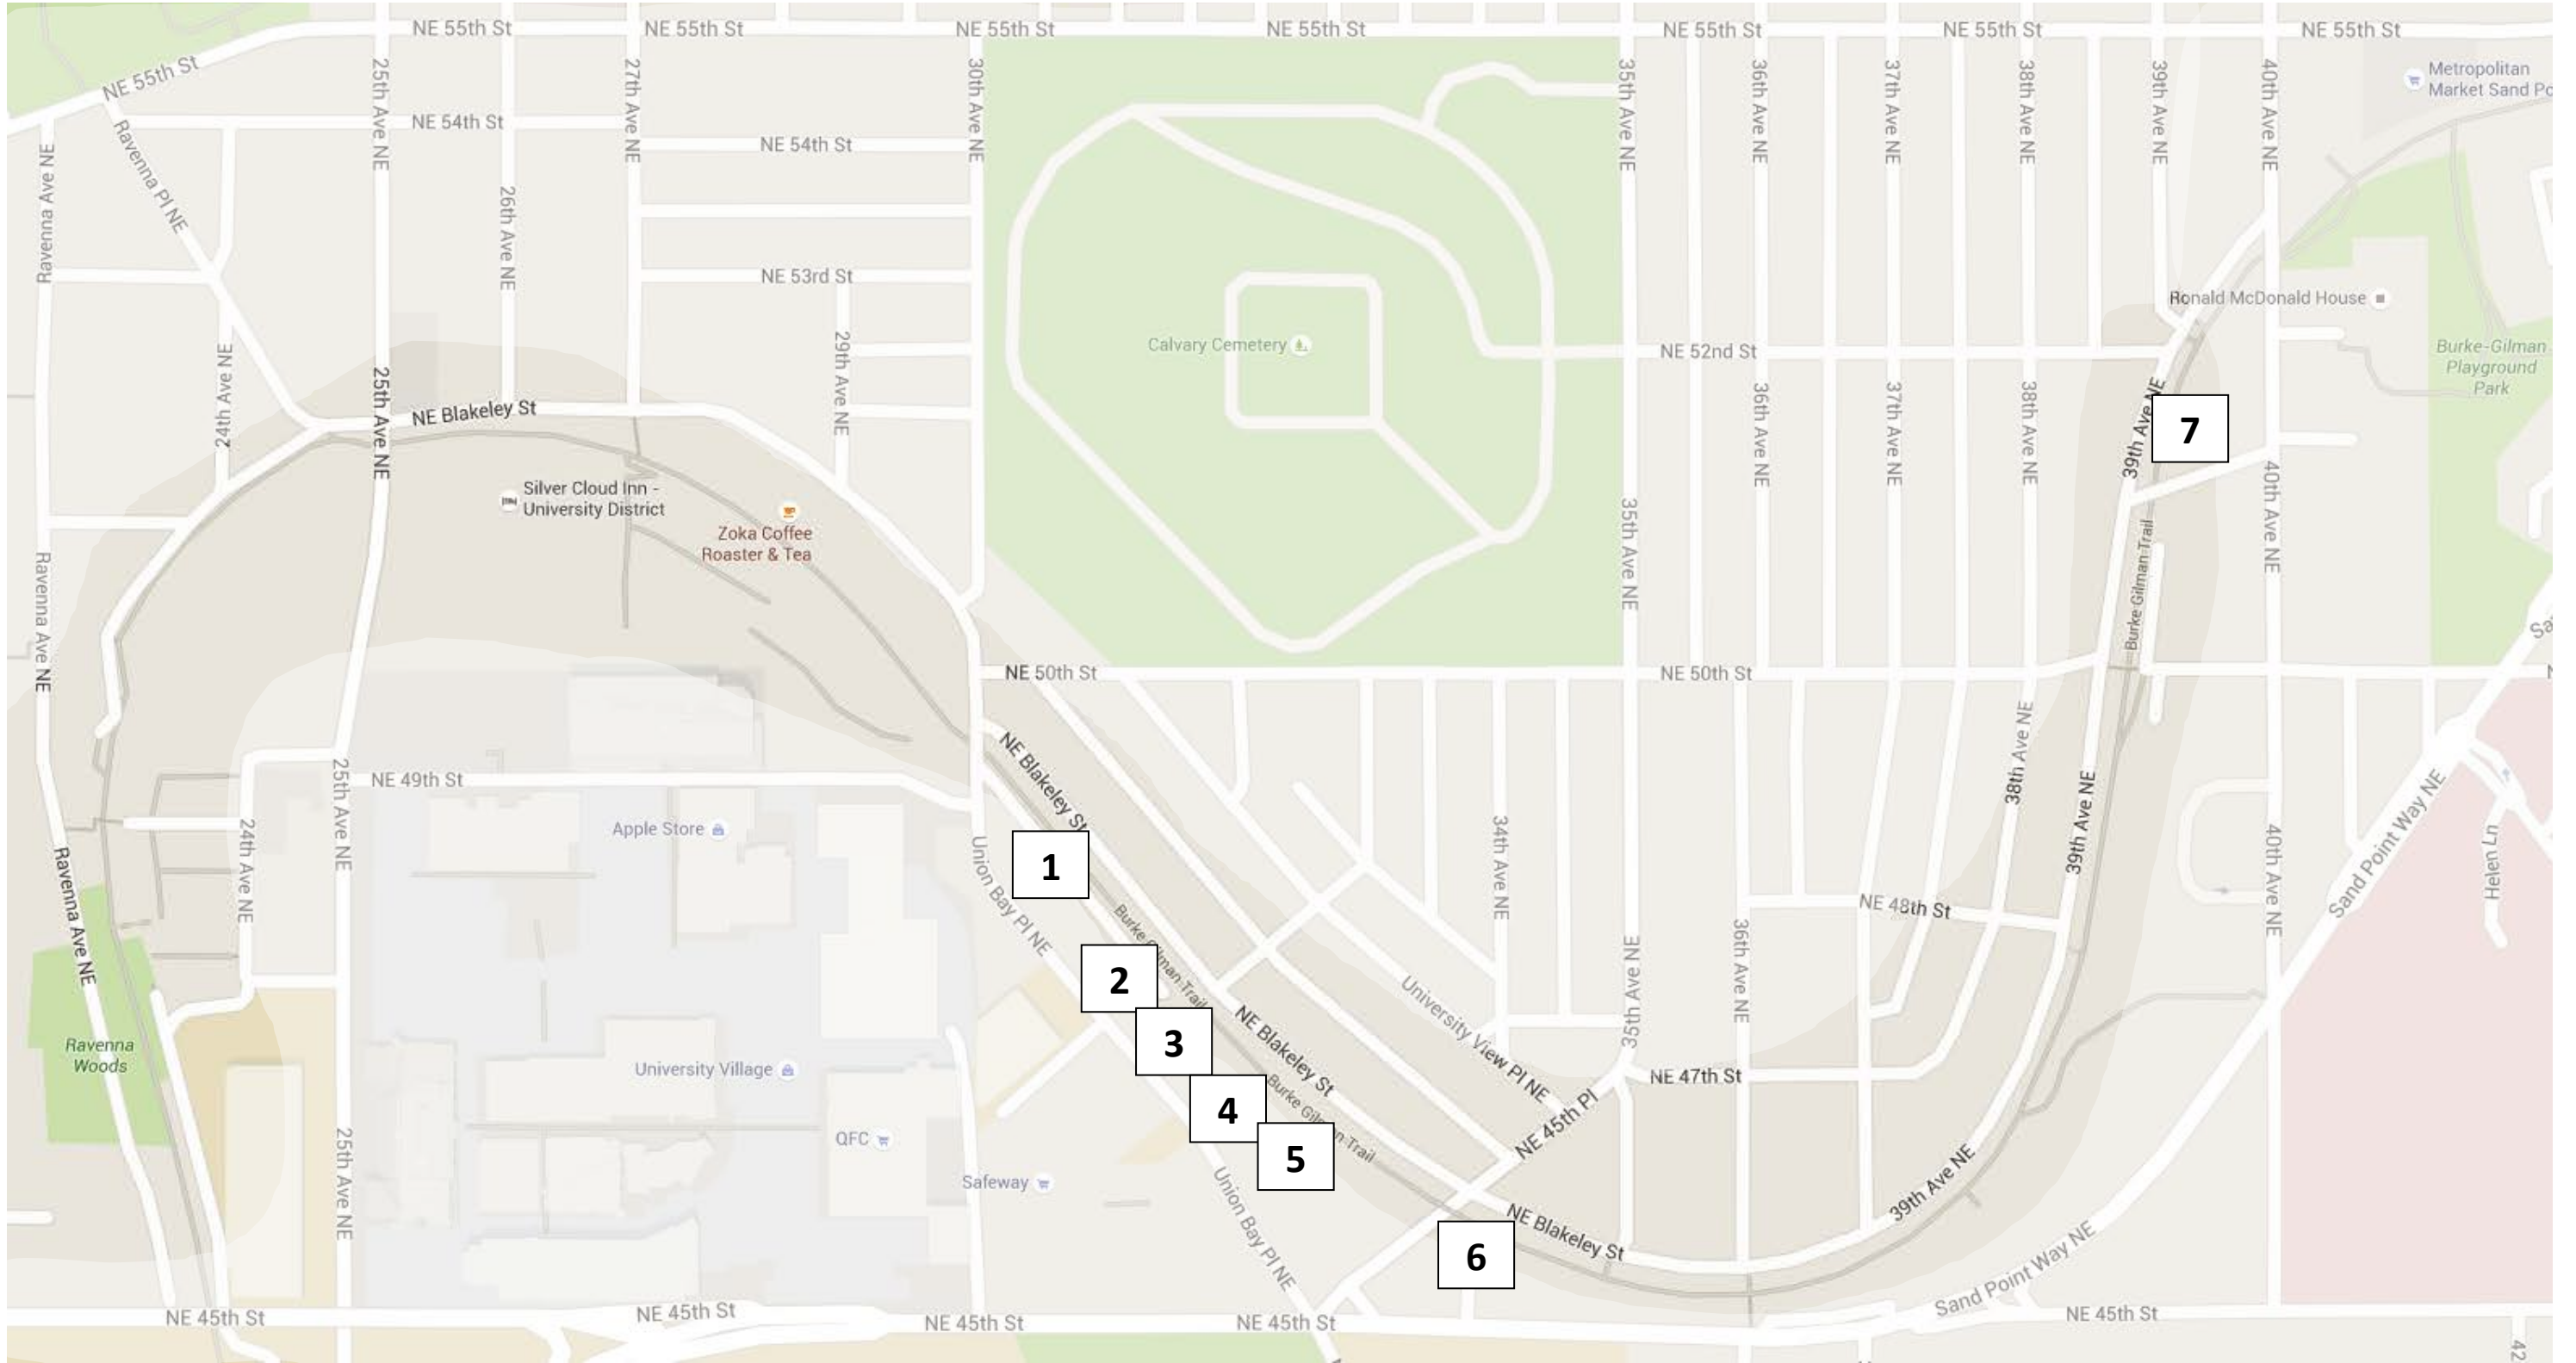 NE 55th St
NE 55th St
NE 55th St
NE 55th St
NE 55th St
NE 55th St
NE 55th St
NE 55th St
Metropolitan
Market Sand Po
25th Ave NE
27th Ave NE
30th Ave NE
35th Ave NE
36th Ave NE
37th Ave NE
38th Ave NE
39th Ave NE
40th Ave NE
NE 54th St
NE 54th St
Ravenna Ave NE
Ravenna Pl NE
26th Ave NE
NE 53rd St
Ronald McDonald House
Calvary Cemetery
NE 52nd St
Burke-Gilman
Playground
Park
24th Ave NE
25th Ave NE
29th Ave NE
36th Ave NE
37th Ave NE
38th Ave NE
39th Ave NE
NE Blakeley St
7
Silver Cloud Inn -
University District
Zoka Coffee
Roaster & Tea
35th Ave NE
40th Ave NE
Burke Gilman Trail
Ravenna Ave NE
Sa
NE 50th St
NE 50th St
N
38th Ave NE
NE Blakeley St
25th Ave NE
NE 49th St
39th Ave NE
Sand Point Way NE
Apple Store
24th Ave NE
Union Bay Pl NE
1
34th Ave NE
40th Ave NE
Helen Ln
Ravenna Ave NE
NE 48th St
Burke Gilman Trail
36th Ave NE
35th Ave NE
2
University View Pl NE
3
NE Blakeley St
Ravenna
Woods
University Village
NE 47th St
4
Burke Gilman Trail
NE 45th Pl
QFC
5
25th Ave NE
Safeway
39th Ave NE
Union Bay Pl NE
NE Blakeley St
6
Sand Point Way NE
NE 45th St
NE 45th St
NE 45th St
NE 45th St
NE 45th St
42